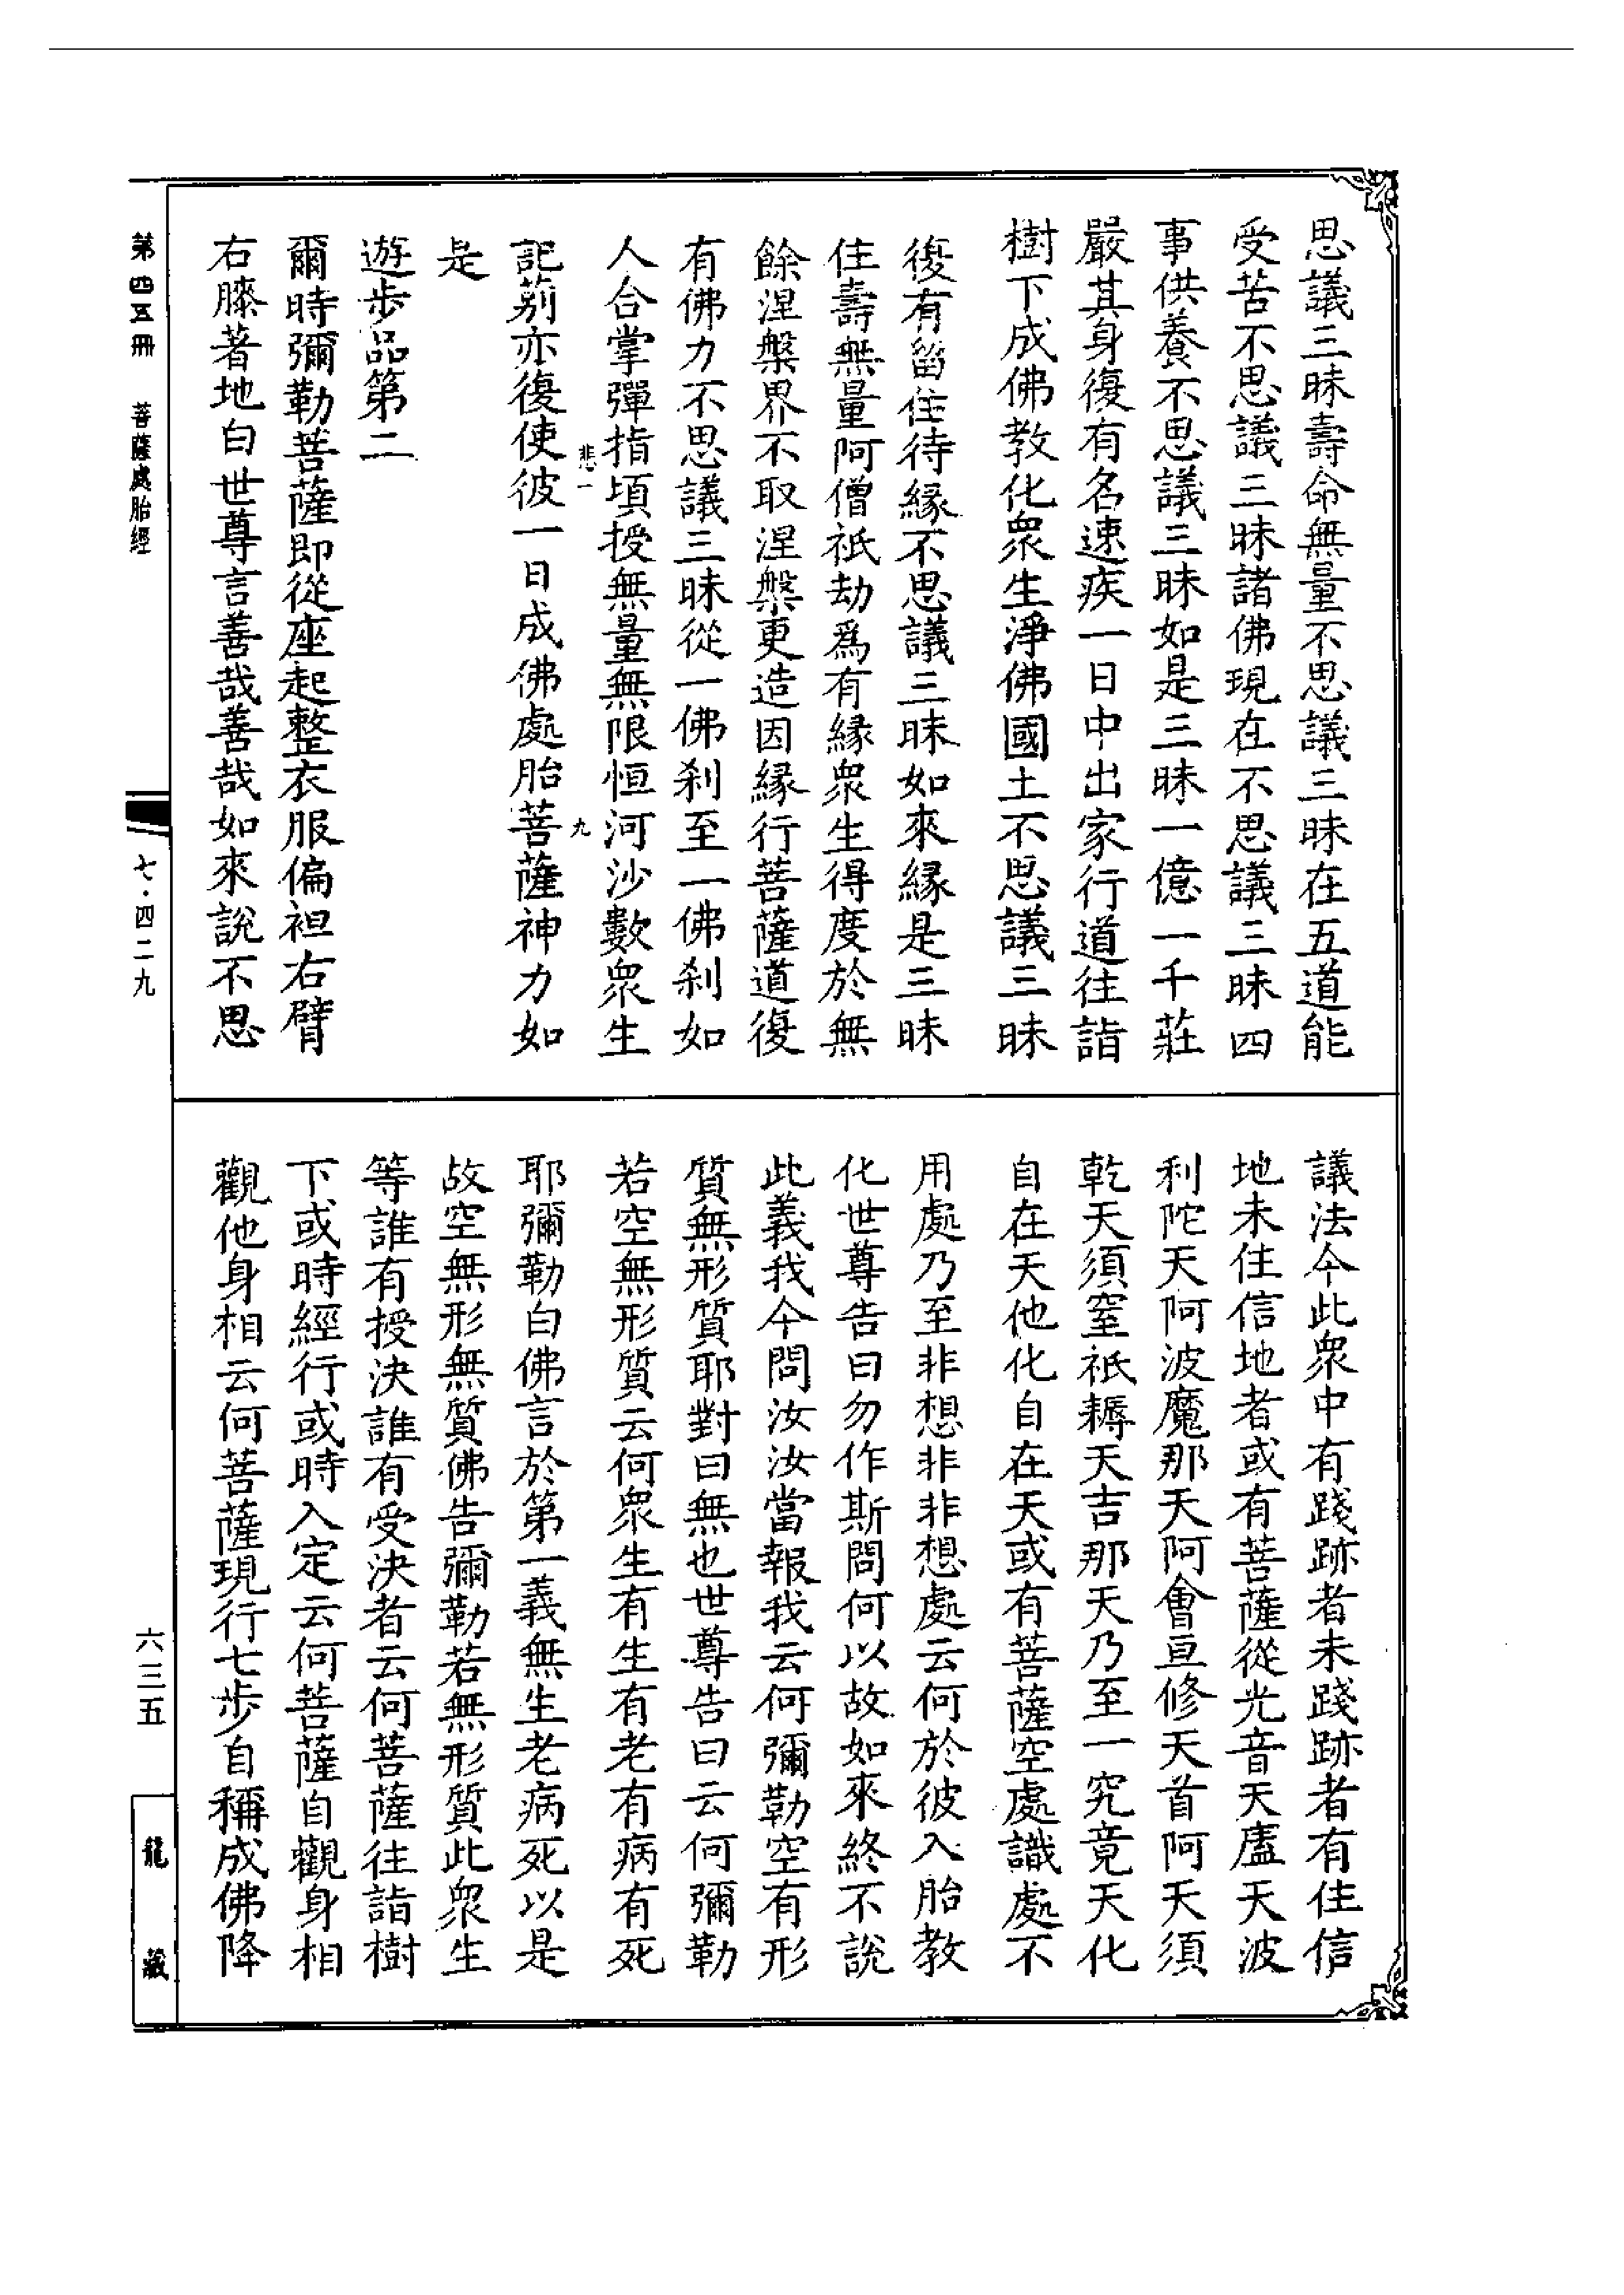 思議三昧壽命無量不思議三昧在五道能
受苦不思議三昧諸佛現在不思議三昧四
事供養不思議三昧如是三昧一億一千莊
嚴其身復有名速疾一日中出家行道往詣
樹下成佛教化眾生淨佛國土不思議三昧
復有留住待緣不思議三昧如來緣是三昧
住壽無量阿僧祇劫為有緣眾生得度於無
餘涅槃界不取涅槃更造因緣行菩薩道復
有佛力不思議三昧從一佛剎至一佛剎如
人合掌彈指頃授無量無限恒河沙數眾生
悲一
九
記莂亦復使彼一日成佛處胎菩薩神力如
是
遊步品第二
爾時彌勒菩薩即從座起整衣服偏袒右臂
右膝著地白世尊言善哉善哉如來說不思
議法今此眾中有踐跡者未踐跡者有住信
地未住信地者或有菩薩從光音天盧天波
利陀天阿波魔那天阿會亘修天首阿天須
乾天須窒祇耨天吉那天乃至一究竟天化
自在天他化自在天或有菩薩空處識處不
用處乃至非想非非想處云何於彼入胎教
化世尊告曰勿作斯問何以故如來終不說
此義我今問汝汝當報我云何彌勒空有形
質無形質耶對曰無也世尊告曰云何彌勒
若空無形質云何眾生有生有老有病有死
耶彌勒白佛言於第一義無生老病死以是
故空無形無質佛告彌勒若無形質此眾生
等誰有授決誰有受決者云何菩薩往詣樹
下或時經行或時入定云何菩薩自觀身相
觀他身相云何菩薩現行七步自稱成佛降
第四五冊 菩薩處胎經
七·四二九
六三五
龍藏